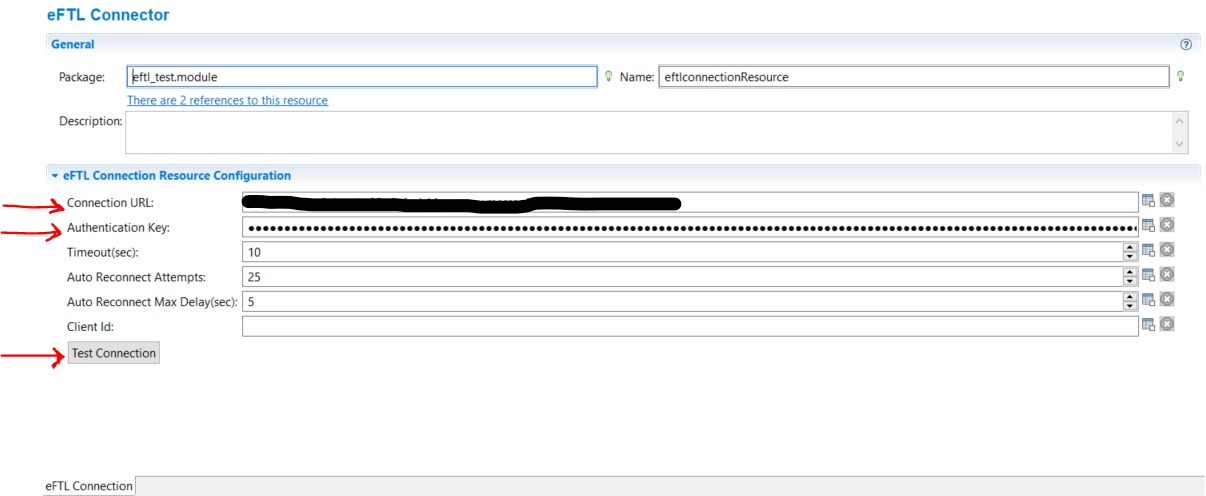 eFTL Connector
General
Package: eftl_test.module Name: eftlconnectionResource
There are 2 references to this resource
Description:
eFTL Connection Resource Configuration
Connection URL:
Authentication Key: ●●●●●●●●●●●●●●●●●●●●●●●●●●●●●●●●●●●●●●●●●●●●●●●●●●●●●●●●●●●●●●●●●●●●●●●●●●●●●●●●●●●●●●●●●●●●●●●●●●●●●●●●●●●●●●●●●●●●●●●●●●●
Timeout(sec): 10
Auto Reconnect Attempts: 25
Auto Reconnect Max Delay(sec): 5
Client Id:
Test Connection
eFTL Connection